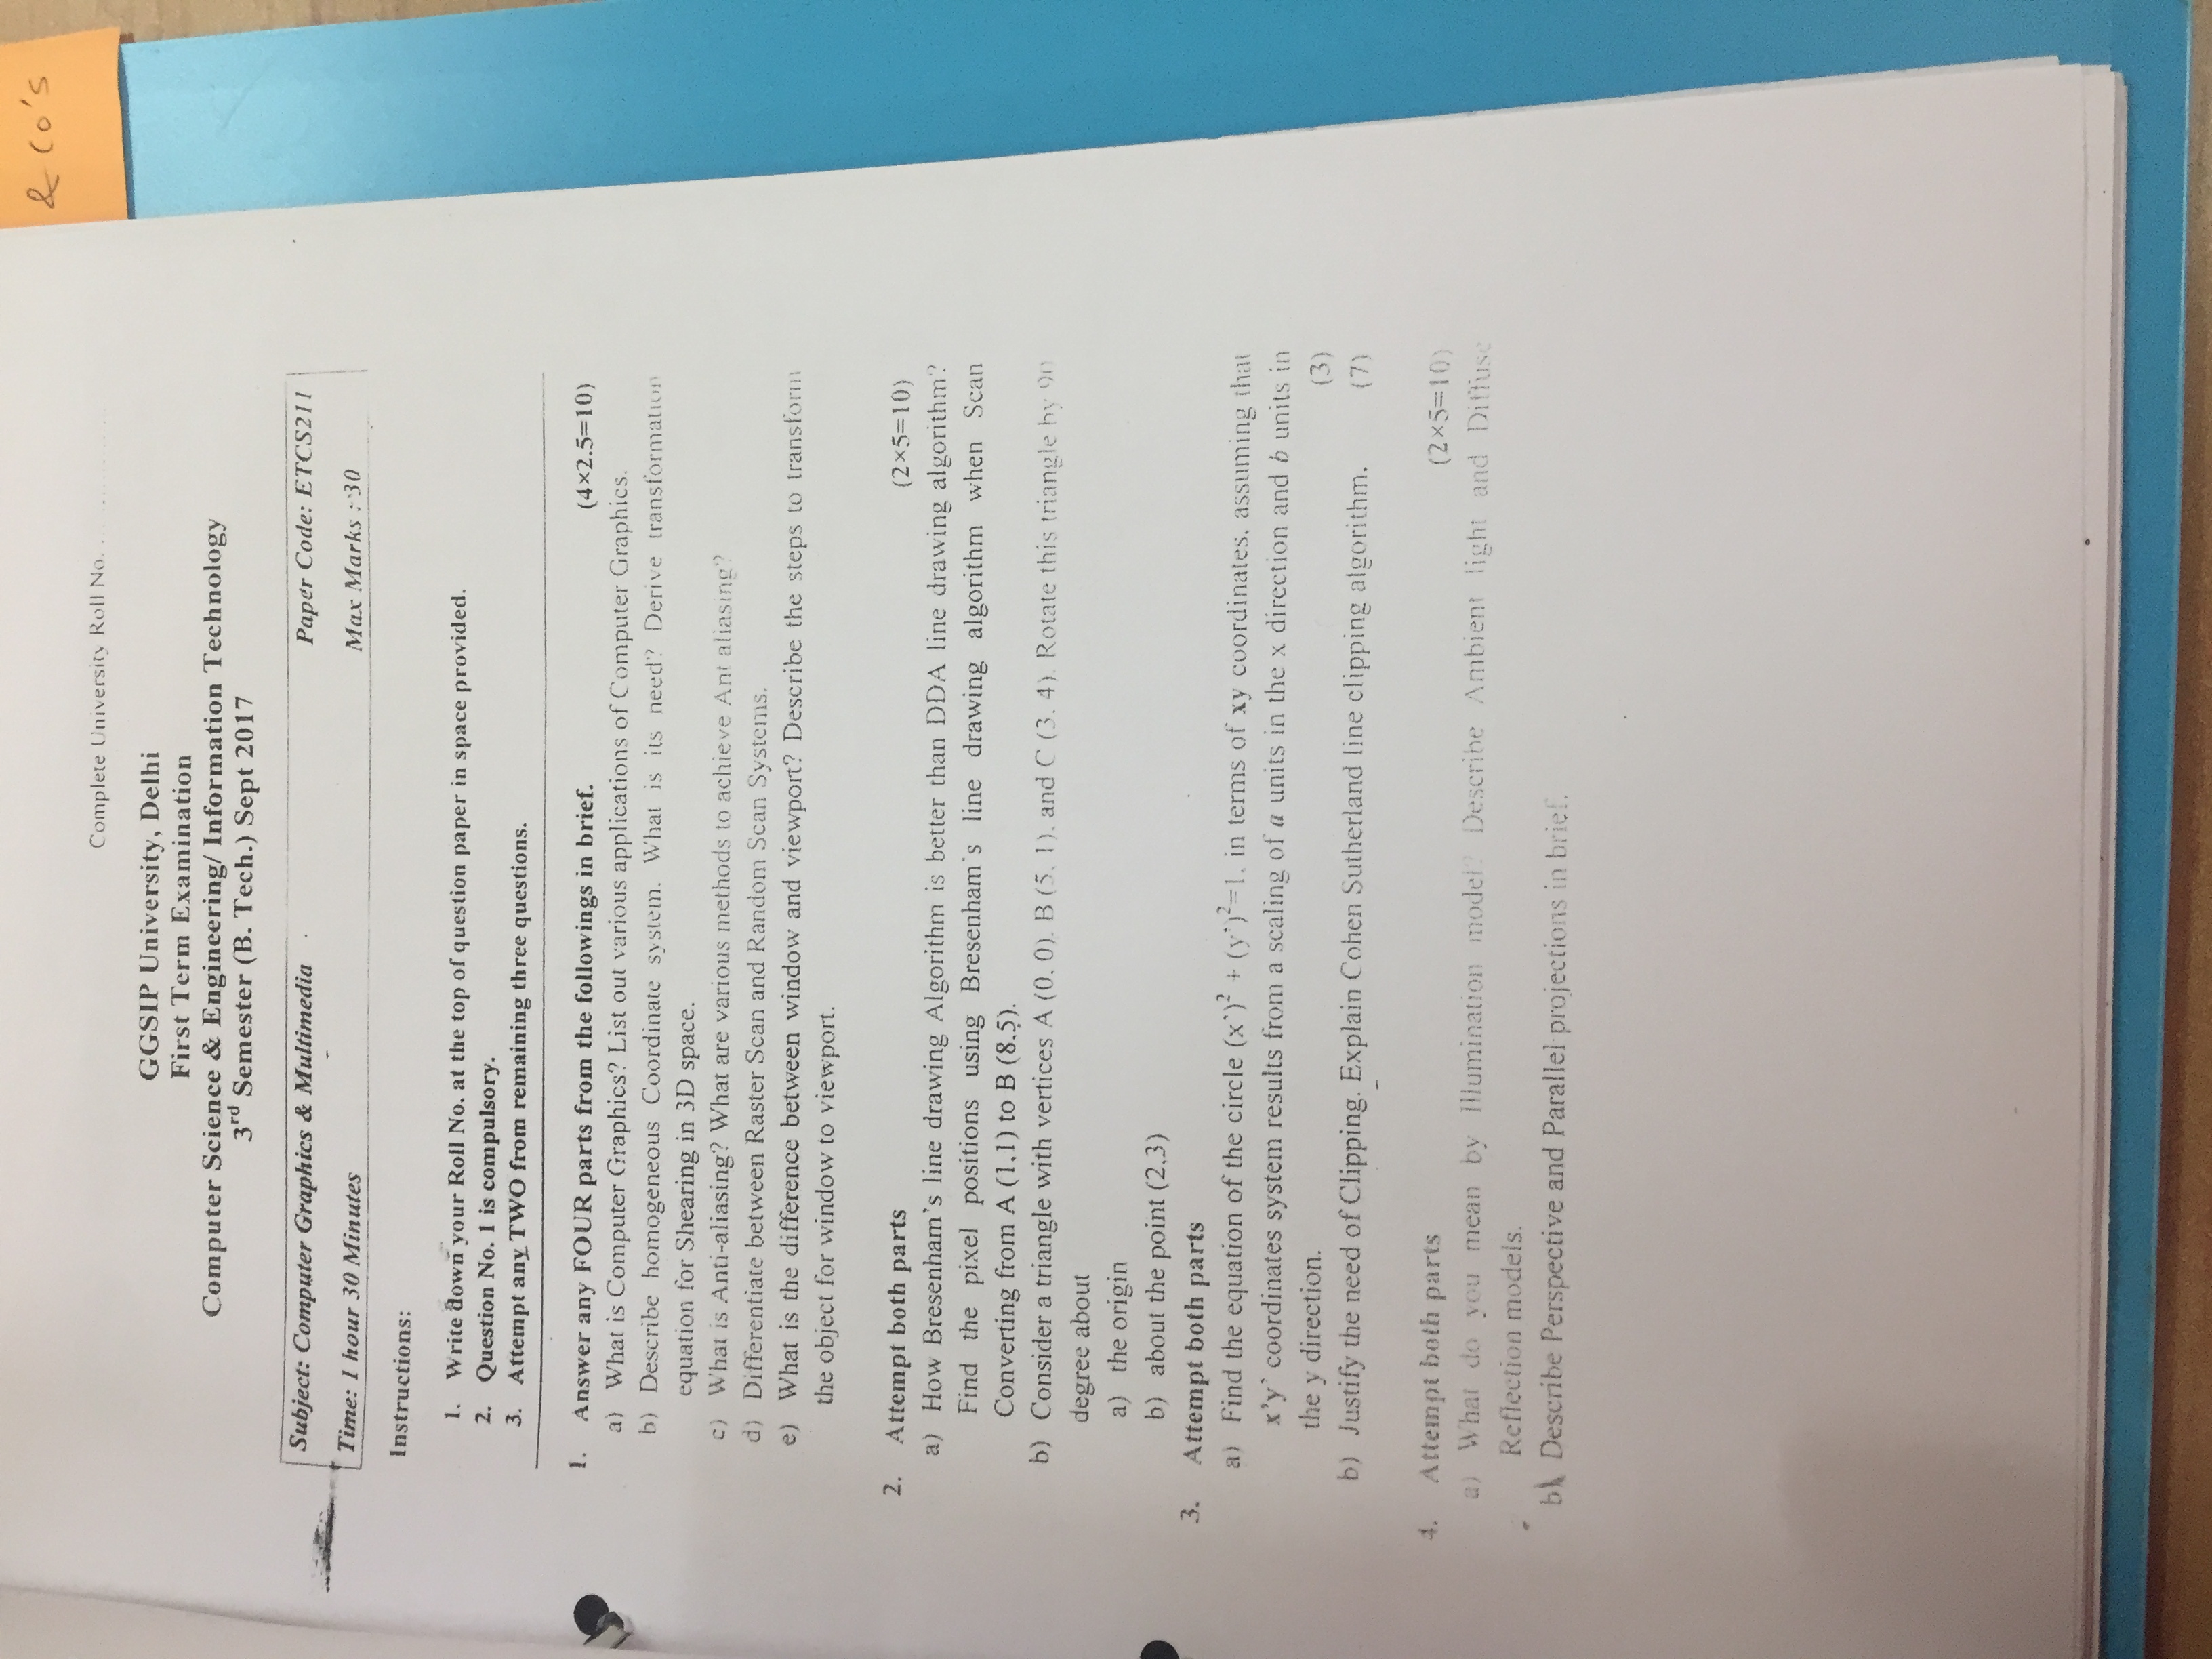 & CO's
Complete University Roll No. . ................
GGSIP University, Delhi
First Term Examination
Computer Science & Engineering/ Information Technology
3rd Semester (B. Tech.) Sept 2017
Subject: Computer Graphics & Multimedia Paper Code: ETCS211
Time: 1 hour 30 Minutes Max Marks : 30
Instructions:
1. Write down your Roll No. at the top of question paper in space provided.
2. Question No. 1 is compulsory.
3. Attempt any TWO from remaining three questions.
1. Answer any FOUR parts from the followings in brief. (4×2.5=10)
a) What is Computer Graphics? List out various applications of Computer Graphics.
b) Describe homogeneous Coordinate system. What is its need? Derive transformation
equation for Shearing in 3D space.
c) What is Anti-aliasing? What are various methods to achieve Ant aliasing?
d) Differentiate between Raster Scan and Random Scan Systems.
e) What is the difference between window and viewport? Describe the steps to transform
the object for window to viewport.
2. Attempt both parts (2×5=10)
a) How Bresenham's line drawing Algorithm is better than DDA line drawing algorithm?
Find the pixel positions using Bresenham's line drawing algorithm when Scan
Converting from A (1,1) to B (8,5).
b) Consider a triangle with vertices A (0, 0), B (5, 1), and C (3, 4). Rotate this triangle by 90
degree about
a) the origin
b) about the point (2,3)
3. Attempt both parts
a) Find the equation of the circle (x')² + (y')²=1, in terms of xy coordinates, assuming that
x'y' coordinates system results from a scaling of a units in the x direction and b units in
the y direction. (3)
b) Justify the need of Clipping. Explain Cohen Sutherland line clipping algorithm. (7)
4. Attempt both parts (2×5=10)
a) What do you mean by Illumination model? Describe Ambient light and Diffuse
Reflection models.
b) Describe Perspective and Parallel projections in brief.